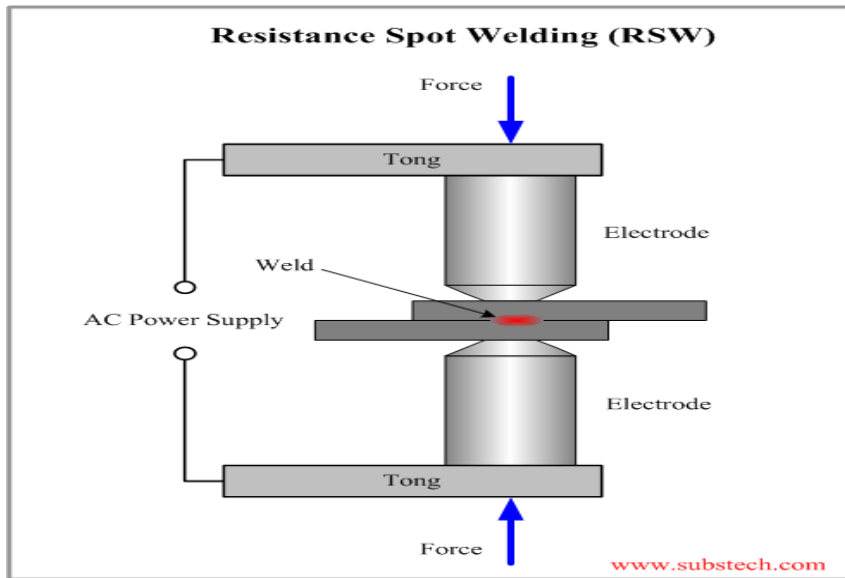 Resistance Spot Welding (RSW)
Force
Tong
Electrode
Weld
AC Power Supply
Electrode
Tong
Force
www.substech.com